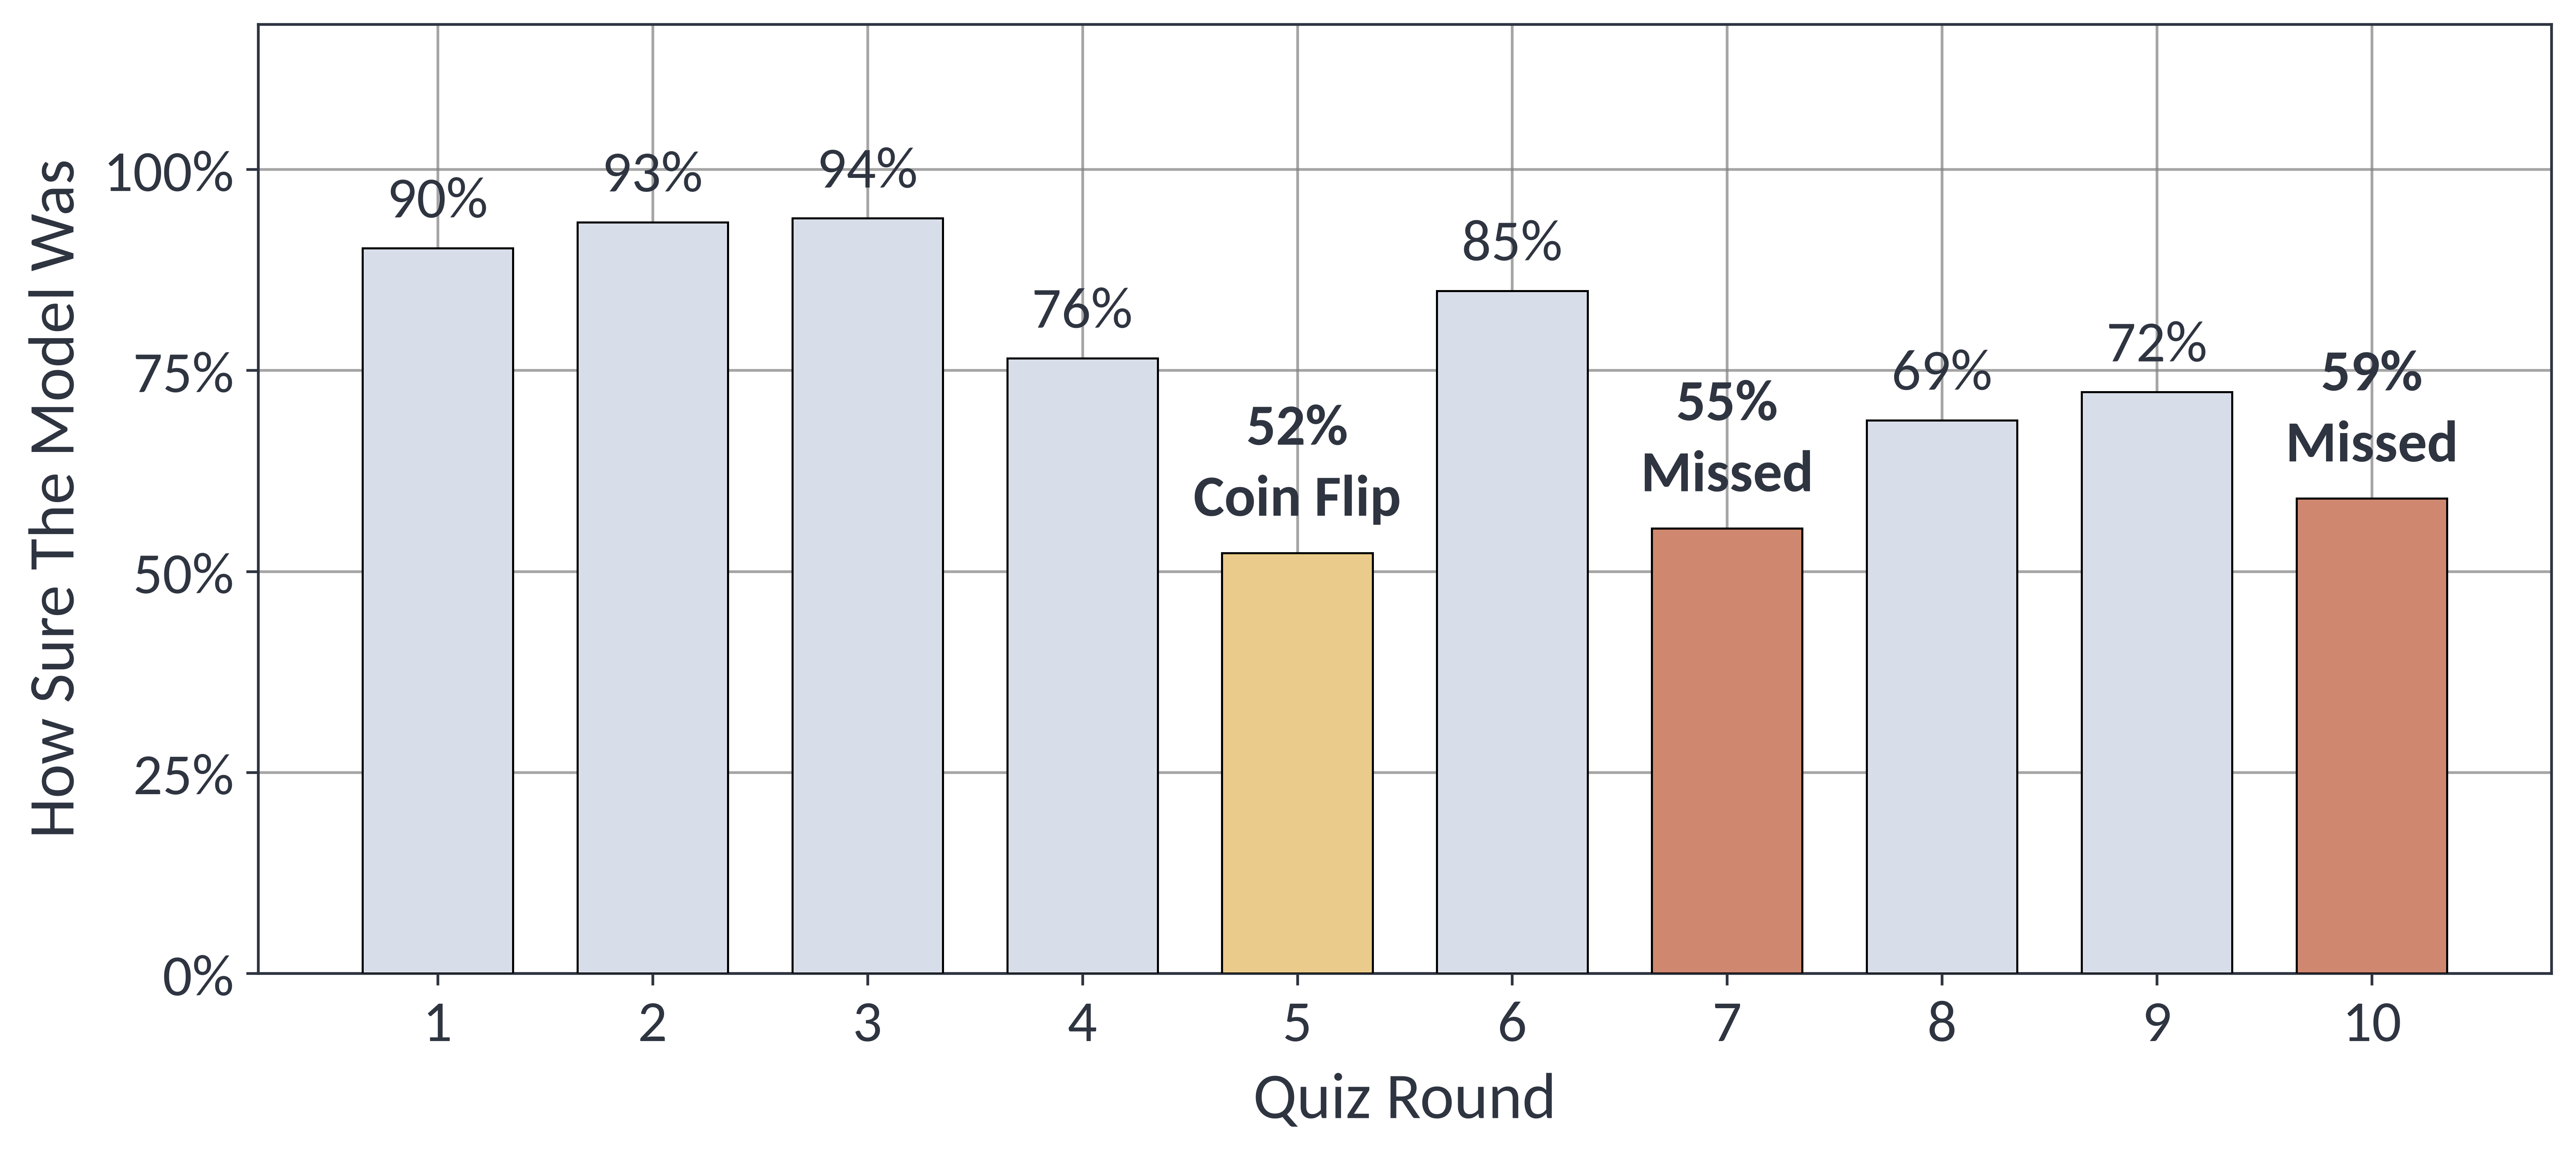 How Sure The Model Was
100%
75%
50%
25%
0%
90%
93%
94%
76%
52%
Coin Flip
85%
55%
Missed
69%
72%
59%
Missed
1 2 3 4 5 6 7 8 9 10
Quiz Round